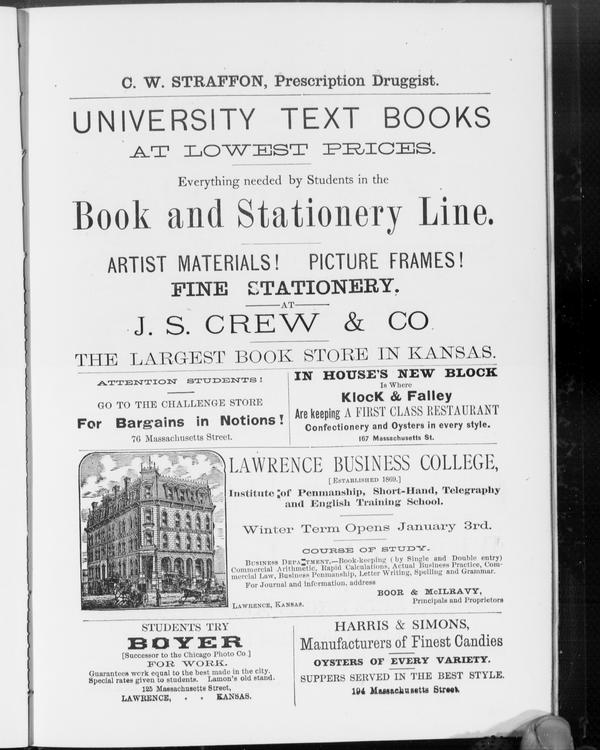 C. W. STRAFFON, Prescription Druggist.
UNIVERSITY TEXT BOOKS
AT LOWEST PRICES.
Everything needed by Students in the
Book and Stationery Line.
ARTIST MATERIALS! PICTURE FRAMES!
FINE STATIONERY,
AT
J. S. CREW & CO
THE LARGEST BOOK STORE IN KANSAS.
ATTENTION STUDENTS!
GO TO THE CHALLENGE STORE
For Bargains in Notions!
76 Massachusetts Street.
IN HOUSE'S NEW BLOCK
Is Where
KlocK & Falley
Are keeping A FIRST CLASS RESTAURANT
Confectionery and Oysters in every style.
167 Massachusetts St.
LAWRENCE BUSINESS COLLEGE,
[ESTABLISHED 1869.]
Institute of Penmanship, Short-Hand, Telegraphy
and English Training School.
Winter Term Opens January 3rd.
COURSE OF STUDY.
BUSINESS DEPARTMENT,—Book-keeping (by Single and Double entry)
Commercial Arithmetic, Rapid Calculations, Actual Business Practice, Com-
mercial Law, Business Penmanship, Letter Writing, Spelling and Grammar.
For Journal and information, address
BOOR & McILRAVY,
LAWRENCE, KANSAS. Principals and Proprietors
STUDENTS TRY
BOYER
[Successor to the Chicago Photo Co.]
FOR WORK.
Guarantees work equal to the best made in the city.
Special rates given to students. Lamon's old stand.
125 Massachusetts Street,
LAWRENCE, - - KANSAS.
HARRIS & SIMONS,
Manufacturers of Finest Candies
OYSTERS OF EVERY VARIETY.
SUPPERS SERVED IN THE BEST STYLE.
194 Massachusetts Street